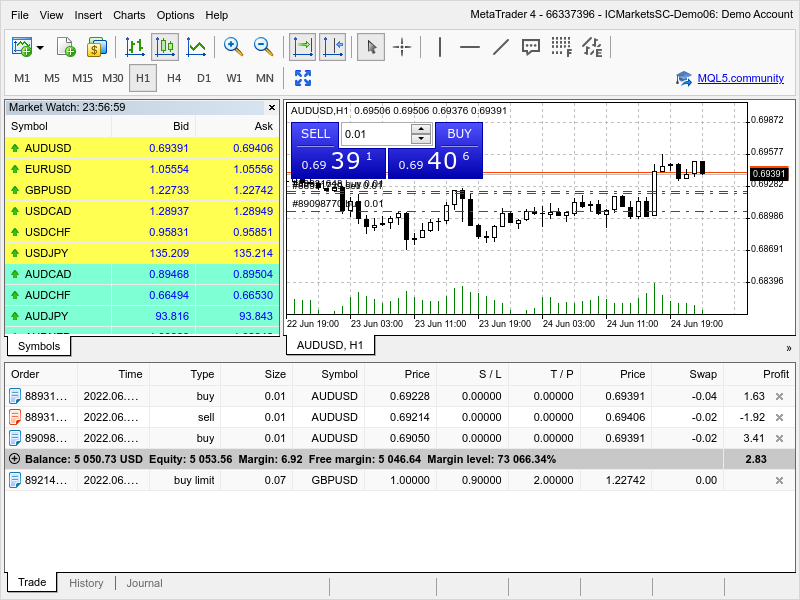 File View Insert Charts Options Help
MetaTrader 4 - 66337396 - ICMarketsSC-Demo06: Demo Account
M1 M5 M15 M30 H1 H4 D1 W1 MN
MQL5.community
Market Watch: 23:56:59
Symbol Bid Ask
AUDUSD 0.69391 0.69406
EURUSD 1.05554 1.05556
GBPUSD 1.22733 1.22742
USDCAD 1.28937 1.28949
USDCHF 0.95831 0.95851
USDJPY 135.209 135.214
AUDCAD 0.89468 0.89504
AUDCHF 0.66494 0.66530
AUDJPY 93.816 93.843
Symbols
AUDUSD,H1 0.69506 0.69506 0.69376 0.69391
SELL 0.01 BUY
0.69 39 1 0.69 40 6
#89098770 buy 0.01
0.69872
0.69577
0.69391
0.69282
0.68986
0.68691
0.68396
22 Jun 19:00 23 Jun 03:00 23 Jun 11:00 23 Jun 19:00 24 Jun 03:00 24 Jun 11:00 24 Jun 19:00
AUDUSD, H1
»
Order Time Type Size Symbol Price S / L T / P Price Swap Profit
88931... 2022.06.... buy 0.01 AUDUSD 0.69228 0.00000 0.00000 0.69391 -0.04 1.63
88931... 2022.06.... sell 0.01 AUDUSD 0.69214 0.00000 0.00000 0.69406 -0.02 -1.92
89098... 2022.06.... buy 0.01 AUDUSD 0.69050 0.00000 0.00000 0.69391 -0.02 3.41
Balance: 5 050.73 USD Equity: 5 053.56 Margin: 6.92 Free margin: 5 046.64 Margin level: 73 066.34% 2.83
89214... 2022.06.... buy limit 0.07 GBPUSD 1.00000 0.90000 2.00000 1.22742 0.00
Trade History Journal